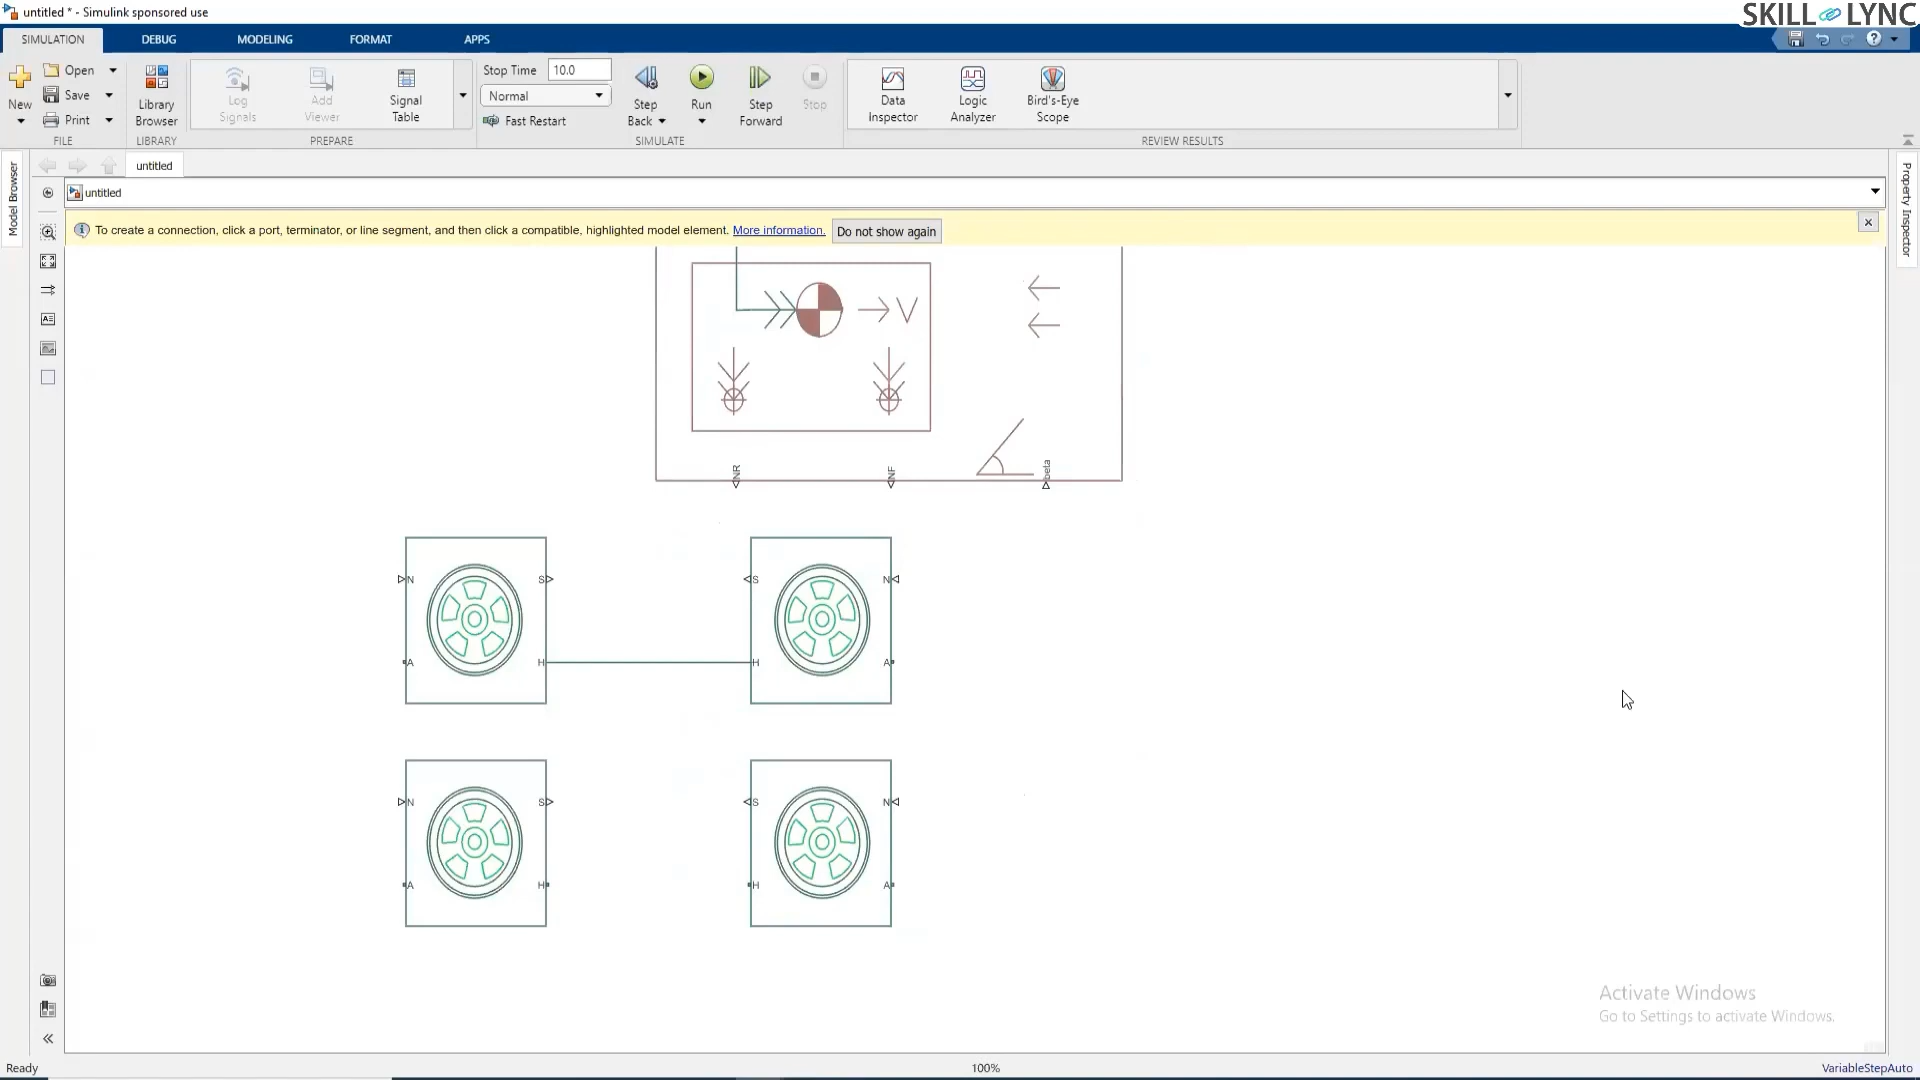 untitled * - Simulink sponsored use
SKILL LYNC
SIMULATION DEBUG MODELING FORMAT APPS
New
Open
Save
Print
FILE
Library Browser
LIBRARY
Log Signals
Add Viewer
Signal Table
PREPARE
Stop Time 10.0
Normal
Fast Restart
Step Back
Run
Step Forward
Stop
SIMULATE
Data Inspector
Logic Analyzer
Bird's-Eye Scope
REVIEW RESULTS
Model Browser
untitled
untitled
Property Inspector
To create a connection, click a port, terminator, or line segment, and then click a compatible, highlighted model element. More information. Do not show again
V
NR NF beta
N S S N
A H H A
N S S N
A H H A
Activate Windows
Go to Settings to activate Windows.
Ready 100% VariableStepAuto